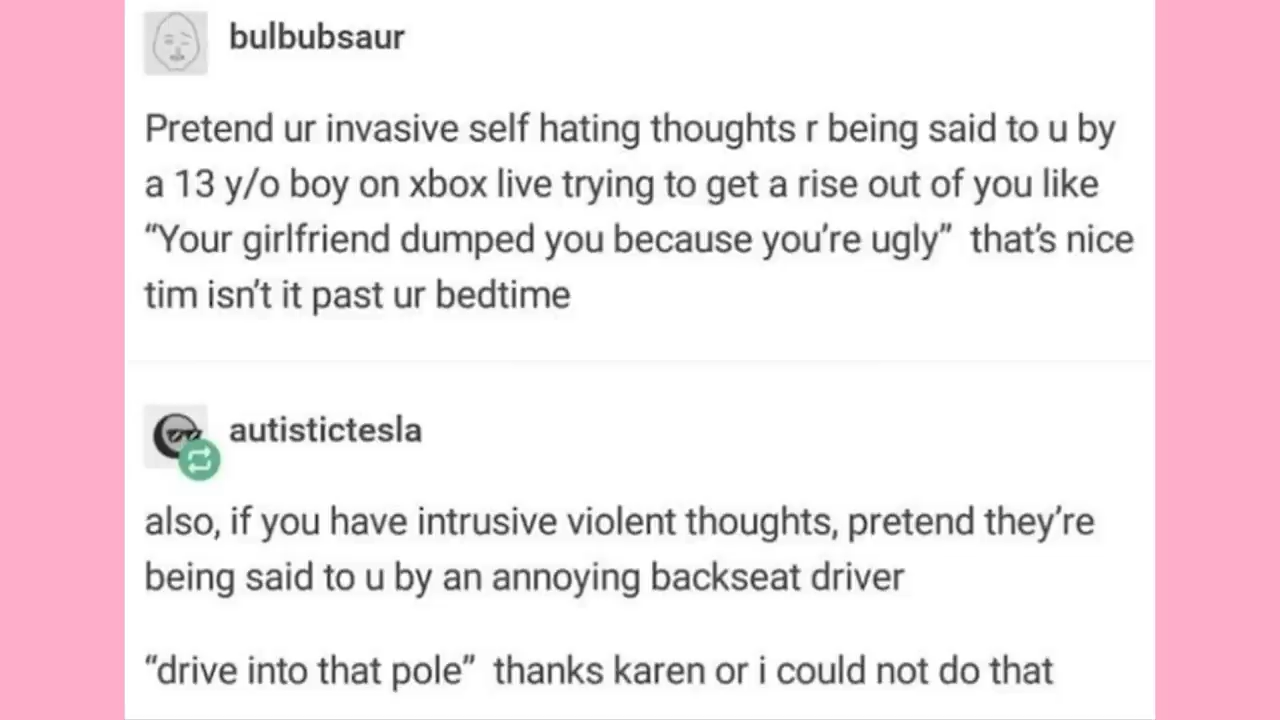 bulbubsaur
Pretend ur invasive self hating thoughts r being said to u by
a 13 y/o boy on xbox live trying to get a rise out of you like
“Your girlfriend dumped you because you’re ugly”  that’s nice
tim isn’t it past ur bedtime
autistictesla
also, if you have intrusive violent thoughts, pretend they’re
being said to u by an annoying backseat driver
“drive into that pole”  thanks karen or i could not do that